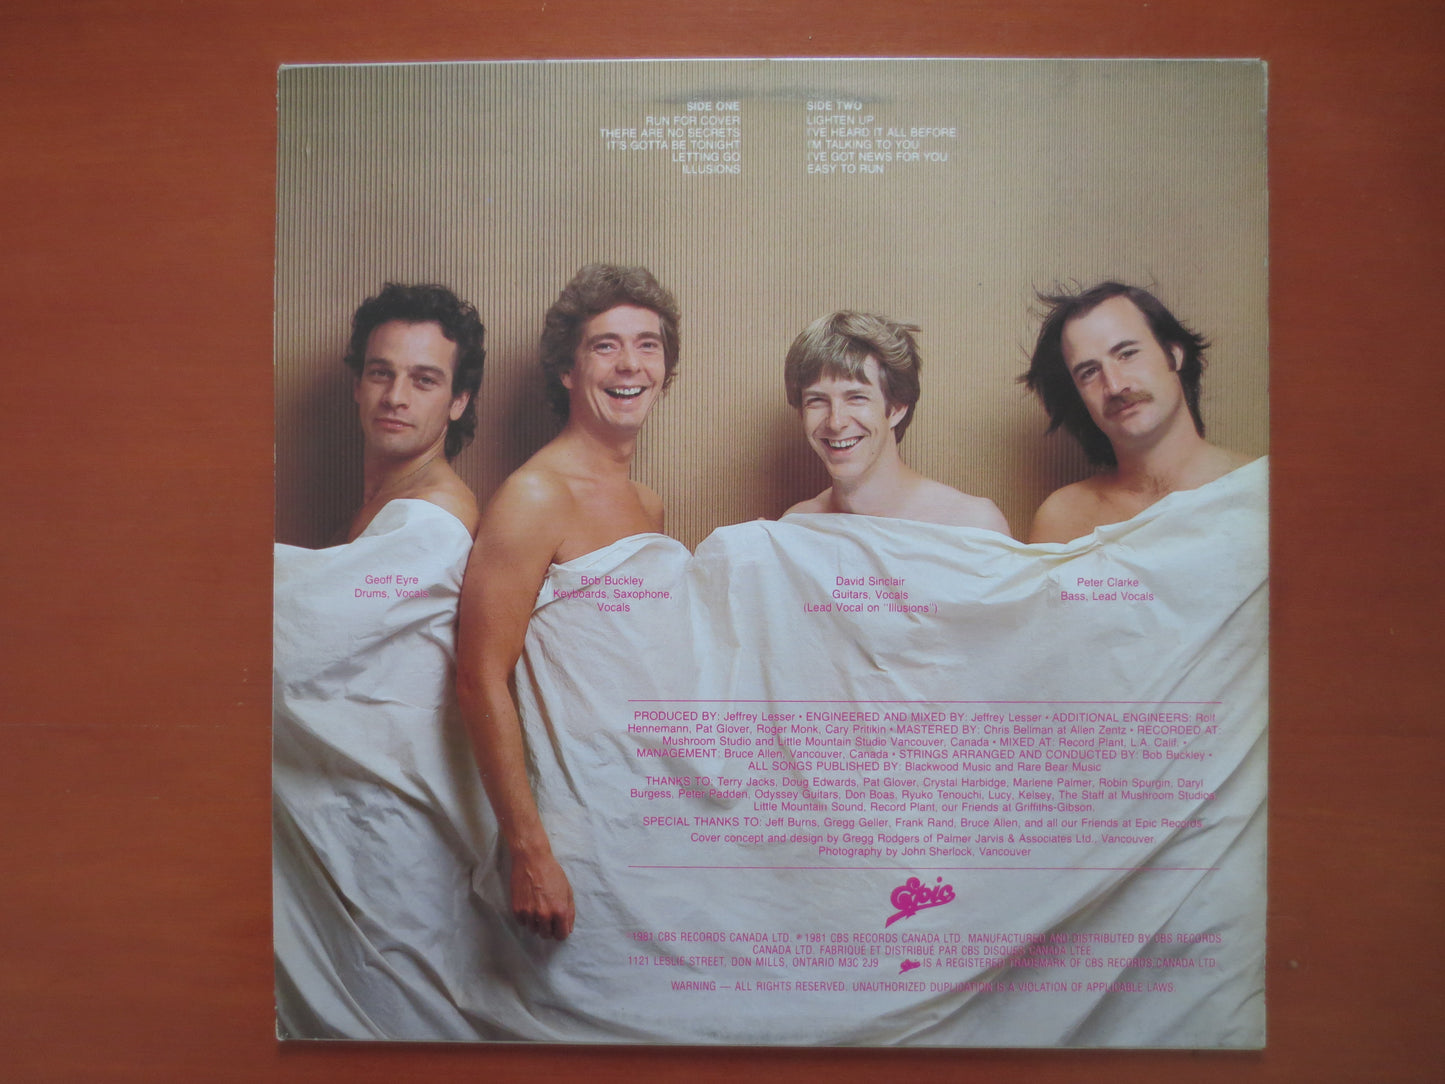 SIDE ONE
RUN FOR COVER
THERE ARE NO SECRETS
IT'S GOTTA BE TONIGHT
LETTING GO
ILLUSIONS
SIDE TWO
LIGHTEN UP
I'VE HEARD IT ALL BEFORE
I'M TALKING TO YOU
I'VE GOT NEWS FOR YOU
EASY TO RUN
Geoff Eyre
Drums, Vocals
Bob Buckley
Keyboards, Saxophone,
Vocals
David Sinclair
Guitars, Vocals
(Lead Vocal on "Illusions")
Peter Clarke
Bass, Lead Vocals
PRODUCED BY: Jeffrey Lesser • ENGINEERED AND MIXED BY: Jeffrey Lesser • ADDITIONAL ENGINEERS: Rolf
Hennemann, Pat Glover, Roger Monk, Cary Pritikin • MASTERED BY: Chris Bellman at Allen Zentz • RECORDED AT:
Mushroom Studio and Little Mountain Studio Vancouver, Canada • MIXED AT: Record Plant, L.A. Calif. •
MANAGEMENT: Bruce Allen, Vancouver, Canada • STRINGS ARRANGED AND CONDUCTED BY: Bob Buckley •
ALL SONGS PUBLISHED BY: Blackwood Music and Rare Bear Music
THANKS TO: Terry Jacks, Doug Edwards, Pat Glover, Crystal Harbidge, Marlene Palmer, Robin Spurgin, Daryl
Burgess, Peter Padden, Odyssey Guitars, Don Boas, Ryuko Tenouchi, Lucy, Kelsey, The Staff at Mushroom Studios,
Little Mountain Sound, Record Plant, our Friends at Griffiths-Gibson.
SPECIAL THANKS TO: Jeff Burns, Gregg Geller, Frank Rand, Bruce Allen, and all our Friends at Epic Records
Cover concept and design by Gregg Rodgers of Palmer Jarvis & Associates Ltd., Vancouver
Photography by John Sherlock, Vancouver
Epic
1981 CBS RECORDS CANADA LTD. ℗ 1981 CBS RECORDS CANADA LTD. MANUFACTURED AND DISTRIBUTED BY CBS RECORDS
CANADA LTD. FABRIQUÉ ET DISTRIBUÉ PAR CBS DISQUES CANADA LTEE.
1121 LESLIE STREET, DON MILLS, ONTARIO M3C 2J9 Epic IS A REGISTERED TRADEMARK OF CBS RECORDS CANADA LTD.
WARNING — ALL RIGHTS RESERVED. UNAUTHORIZED DUPLICATION IS A VIOLATION OF APPLICABLE LAWS.